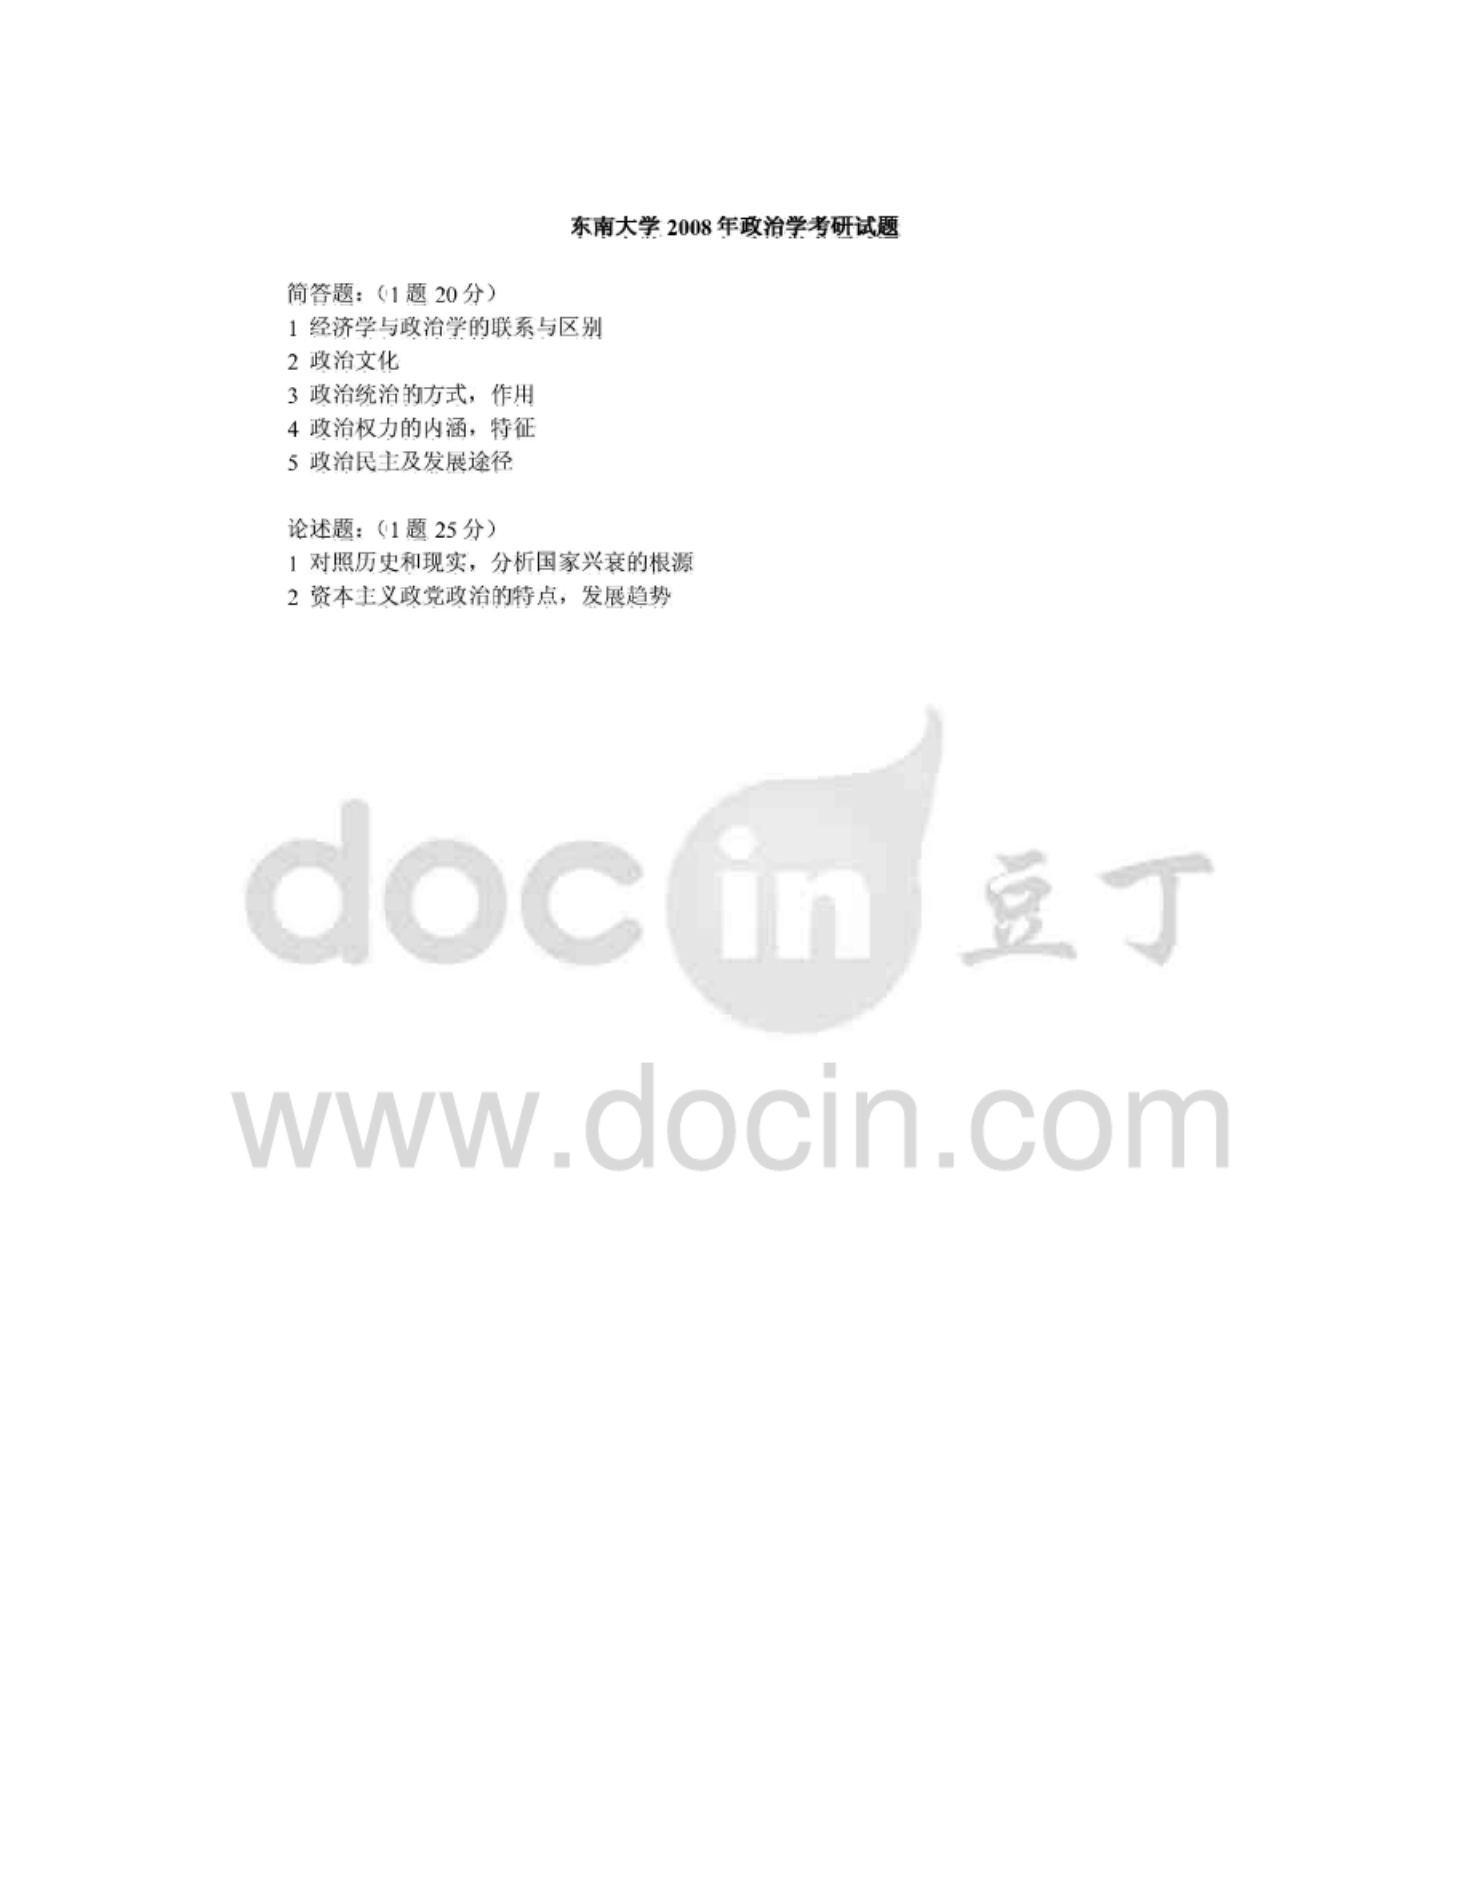 东南大学 2008 年政治学考研试题
简答题：（1 题 20 分）
1 经济学与政治学的联系与区别
2 政治文化
3 政治统治的方式，作用
4 政治权力的内涵，特征
5 政治民主及发展途径
论述题：（1 题 25 分）
1 对照历史和现实，分析国家兴衰的根源
2 资本主义政党政治的特点，发展趋势
docin 豆丁
www.docin.com